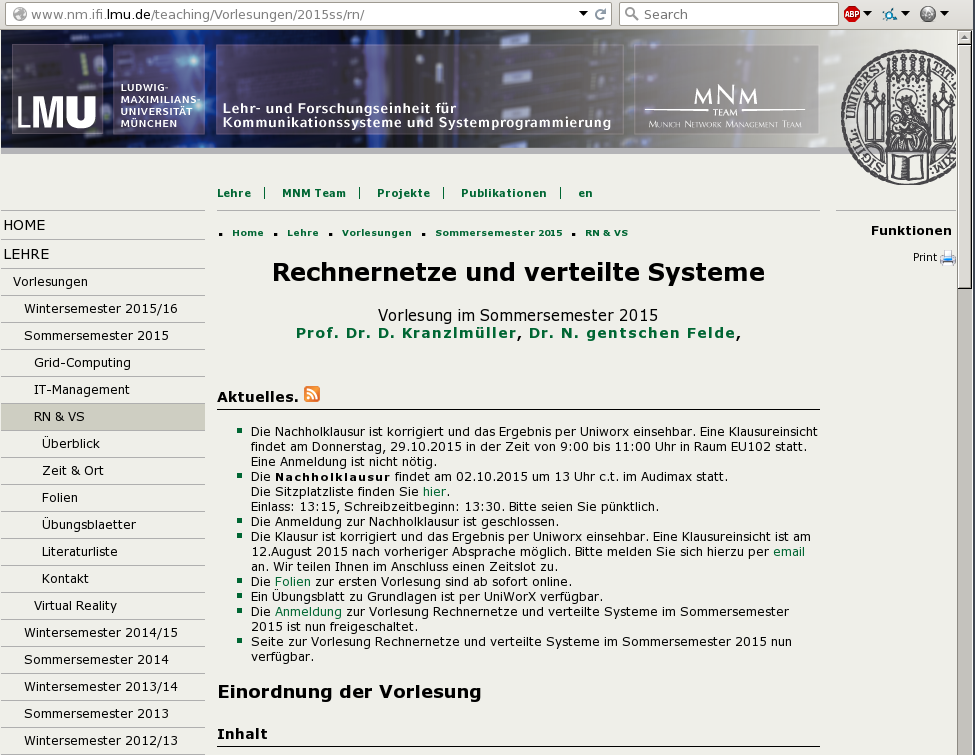 www.nm.ifi.lmu.de/teaching/Vorlesungen/2015ss/rn/
Search
ABP
LMU
LUDWIG-
MAXIMILIANS-
UNIVERSITÄT
MÜNCHEN
Lehr- und Forschungseinheit für
Kommunikationssysteme und Systemprogrammierung
MNM
TEAM
MUNICH NETWORK MANAGEMENT TEAM
Lehre | MNM Team | Projekte | Publikationen | en
HOME
LEHRE
Vorlesungen
Wintersemester 2015/16
Sommersemester 2015
Grid-Computing
IT-Management
RN & VS
Überblick
Zeit & Ort
Folien
Übungsblaetter
Literaturliste
Kontakt
Virtual Reality
Wintersemester 2014/15
Sommersemester 2014
Wintersemester 2013/14
Sommersemester 2013
Wintersemester 2012/13
Home Lehre Vorlesungen Sommersemester 2015 RN & VS
Rechnernetze und verteilte Systeme
Vorlesung im Sommersemester 2015
Prof. Dr. D. Kranzlmüller, Dr. N. gentschen Felde,
Aktuelles.
Die Nachholklausur ist korrigiert und das Ergebnis per Uniworx einsehbar. Eine Klausureinsicht
findet am Donnerstag, 29.10.2015 in der Zeit von 9:00 bis 11:00 Uhr in Raum EU102 statt.
Eine Anmeldung ist nicht nötig.
Die Nachholklausur findet am 02.10.2015 um 13 Uhr c.t. im Audimax statt.
Die Sitzplatzliste finden Sie hier.
Einlass: 13:15, Schreibzeitbeginn: 13:30. Bitte seien Sie pünktlich.
Die Anmeldung zur Nachholklausur ist geschlossen.
Die Klausur ist korrigiert und das Ergebnis per Uniworx einsehbar. Eine Klausureinsicht ist am
12.August 2015 nach vorheriger Absprache möglich. Bitte melden Sie sich hierzu per email
an. Wir teilen Ihnen im Anschluss einen Zeitslot zu.
Die Folien zur ersten Vorlesung sind ab sofort online.
Ein Übungsblatt zu Grundlagen ist per UniWorX verfügbar.
Die Anmeldung zur Vorlesung Rechnernetze und verteilte Systeme im Sommersemester
2015 ist nun freigeschaltet.
Seite zur Vorlesung Rechnernetze und verteilte Systeme im Sommersemester 2015 nun
verfügbar.
Einordnung der Vorlesung
Inhalt
Funktionen
Print